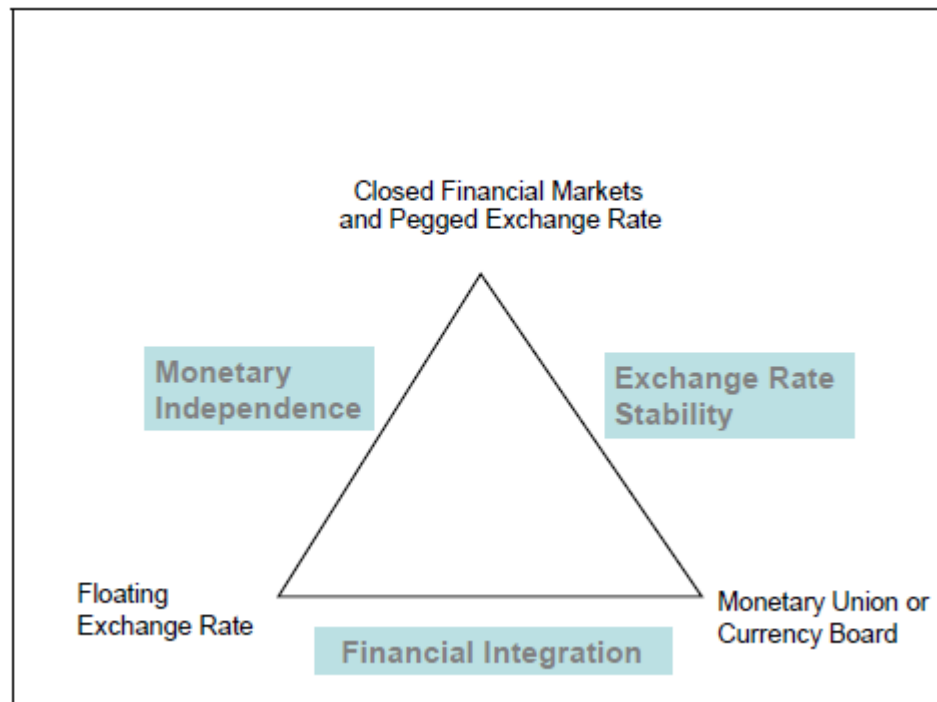 Closed Financial Markets
and Pegged Exchange Rate
Monetary
Independence
Exchange Rate
Stability
Floating
Exchange Rate
Monetary Union or
Currency Board
Financial Integration